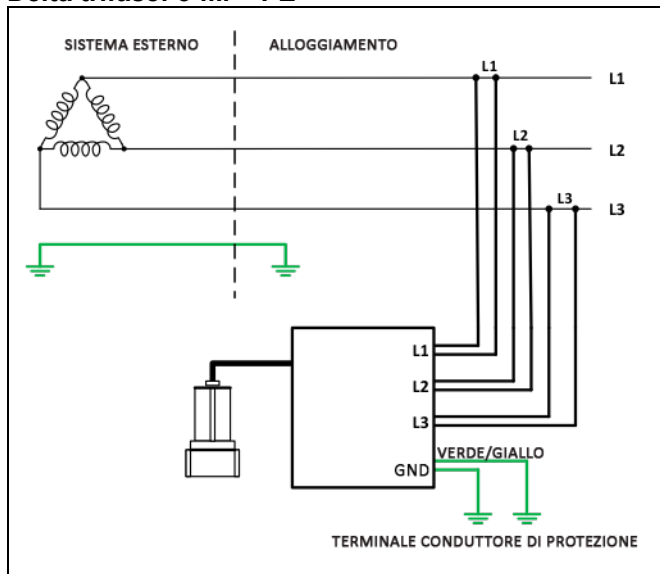 SISTEMA ESTERNO
ALLOGGIAMENTO
L1
L1
L2
L2
L3
L3
L1
L2
L3
VERDE/GIALLO
GND
TERMINALE CONDUTTORE DI PROTEZIONE